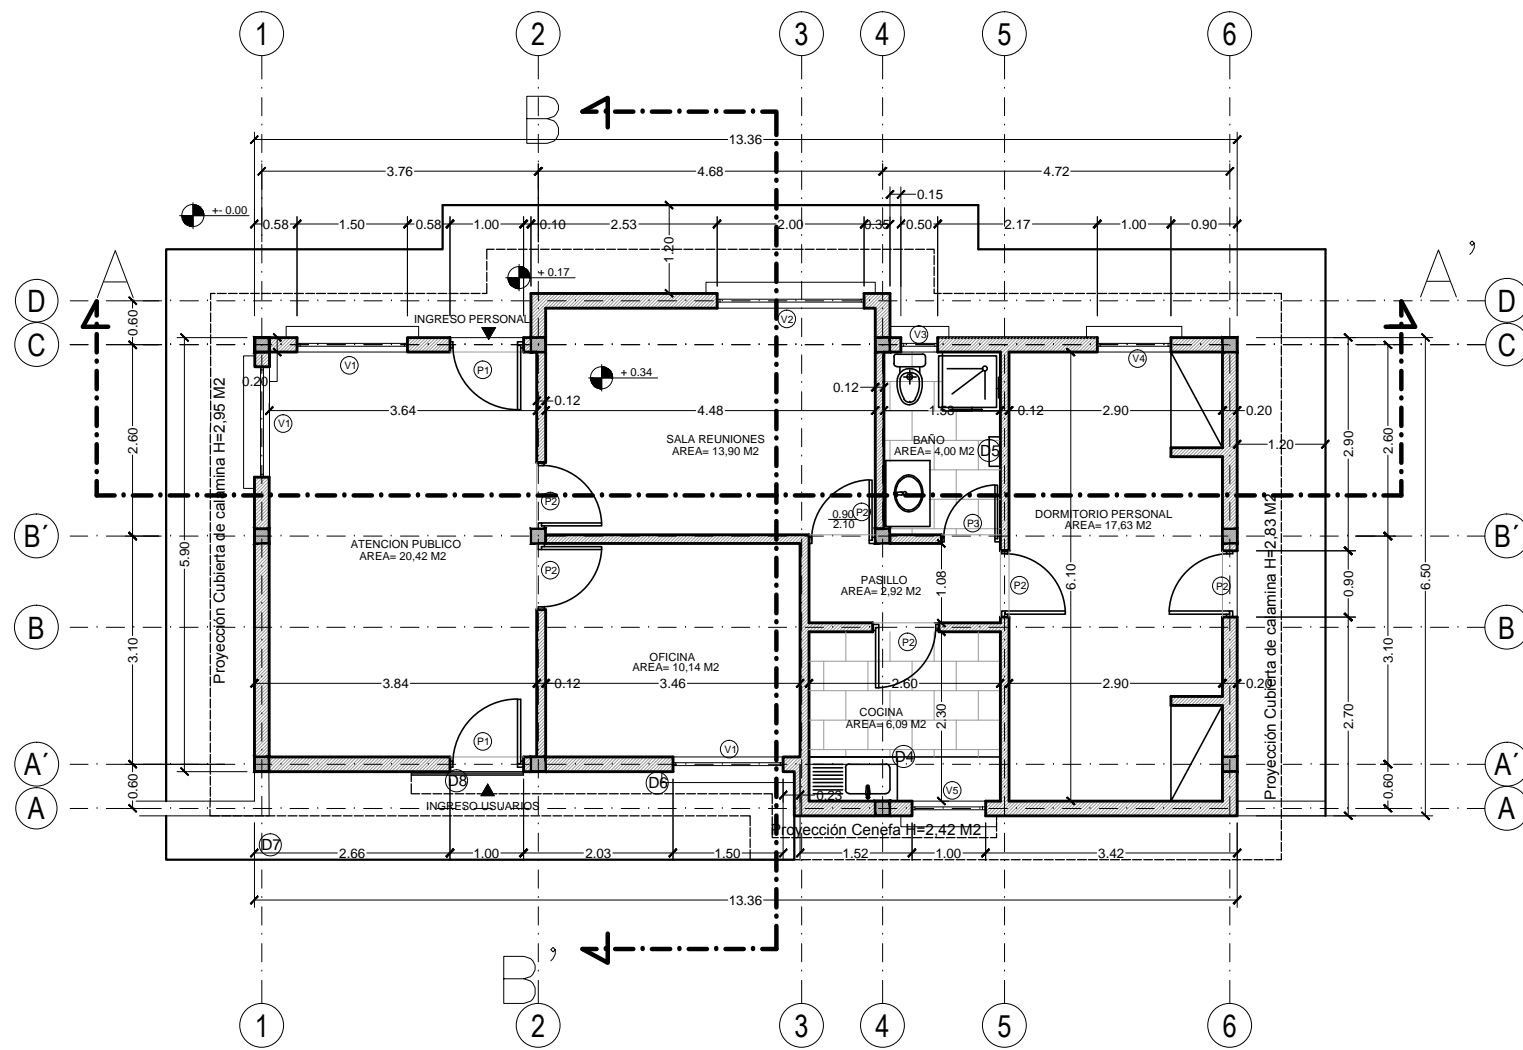 1 2 3 4 5 6
B
13.36
3.76 4.68 4.72
0.15
+- 0.00
0.58 1.50 0.58 1.00 0.10 2.53 2.00 0.35 0.50 2.17 1.00 0.90
1.20
A A’
+ 0.17
D D
0.60
INGRESO PERSONAL
V2
V3
C C
V1 P1 V4
+ 0.34
0.20
0.12 0.12
3.64 4.48 1.58 0.12 2.90 0.20
V1
SALA REUNIONES
AREA= 13,90 M2
BAÑO
AREA= 4,00 M2
D5
1.20
2.60 2.90 2.60
Proyección Cubierta de calamina H=2,95 M2
P2
0.90
2.10
P2
P3
DORMITORIO PERSONAL
AREA= 17,63 M2
B´ B´
ATENCION PUBLICO
AREA= 20,42 M2
5.90
P2
PASILLO
AREA= 2,92 M2
1.08
P2
6.10
P2
0.90
6.50
Proyección Cubierta de calamina H=2,83 M2
B B
3.10 3.10
P2
OFICINA
AREA= 10,14 M2
3.84 0.12 3.46 2.60 2.90 0.20
COCINA
AREA= 6,09 M2
2.30
2.70
P1 V1
D4
A´ A´
D8 D6
0.60 0.60
V5
INGRESO USUARIOS
0.23
A A
Proyección Cenefa H=2,42 M2
D7
2.66 1.00 2.03 1.50 1.52 1.00 3.42
13.36
B’
1 2 3 4 5 6